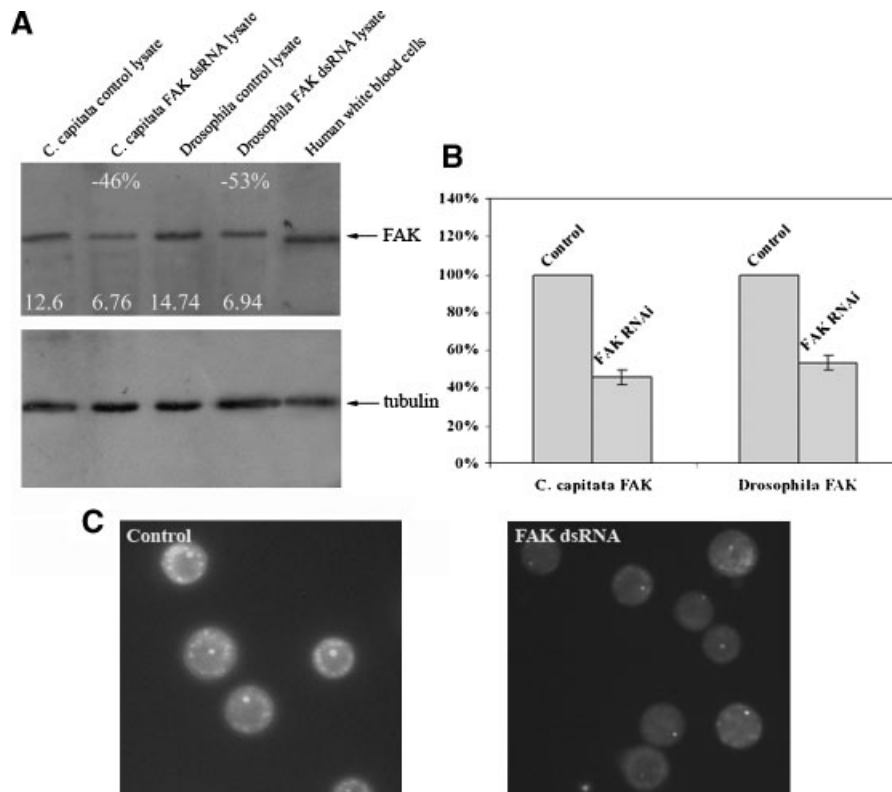 A
C. capitata control lysate
C. capitata FAK dsRNA lysate
Drosophila control lysate
Drosophila FAK dsRNA lysate
Human white blood cells
-46%
-53%
FAK
12.6
6.76
14.74
6.94
tubulin
B
140%
120%
100%
80%
60%
40%
20%
0%
Control
FAK RNAi
Control
FAK RNAi
C. capitata FAK
Drosophila FAK
C
Control
FAK dsRNA